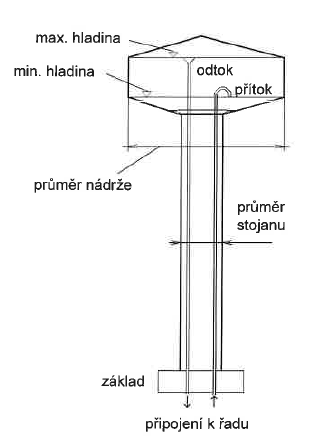 max. hladina
min. hladina
odtok
přítok
průměr nádrže
průměr
stojanu
základ
připojení k řadu